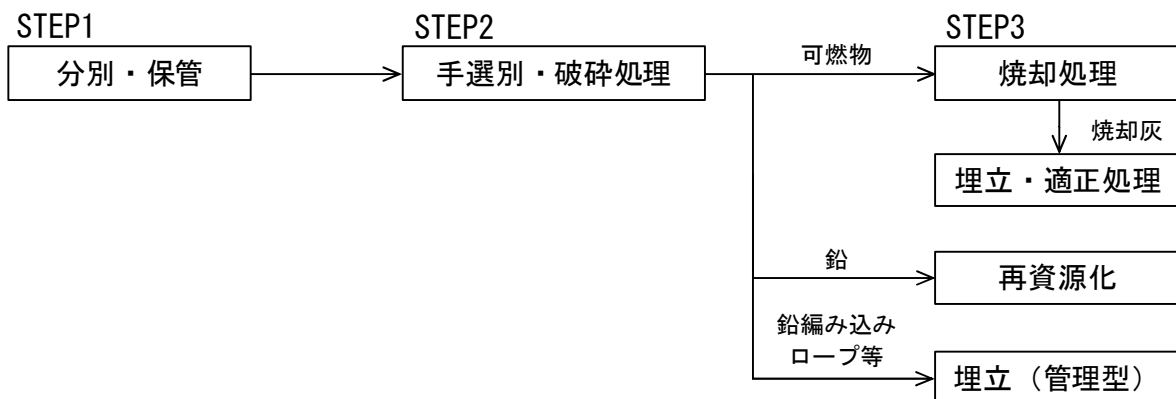 STEP1
分別・保管
STEP2
手選別・破砕処理
可燃物
STEP3
焼却処理
焼却灰
埋立・適正処理
鉛
再資源化
鉛編み込み
ロープ等
埋立（管理型）